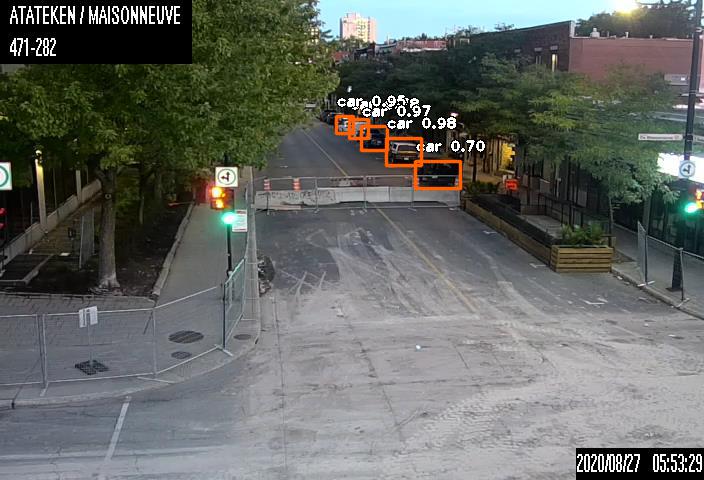 ATATEKEN / MAISONNEUVE
471-282
car 0.95
car 0.97
car 0.98
car 0.70
2020/08/27 05:53:29